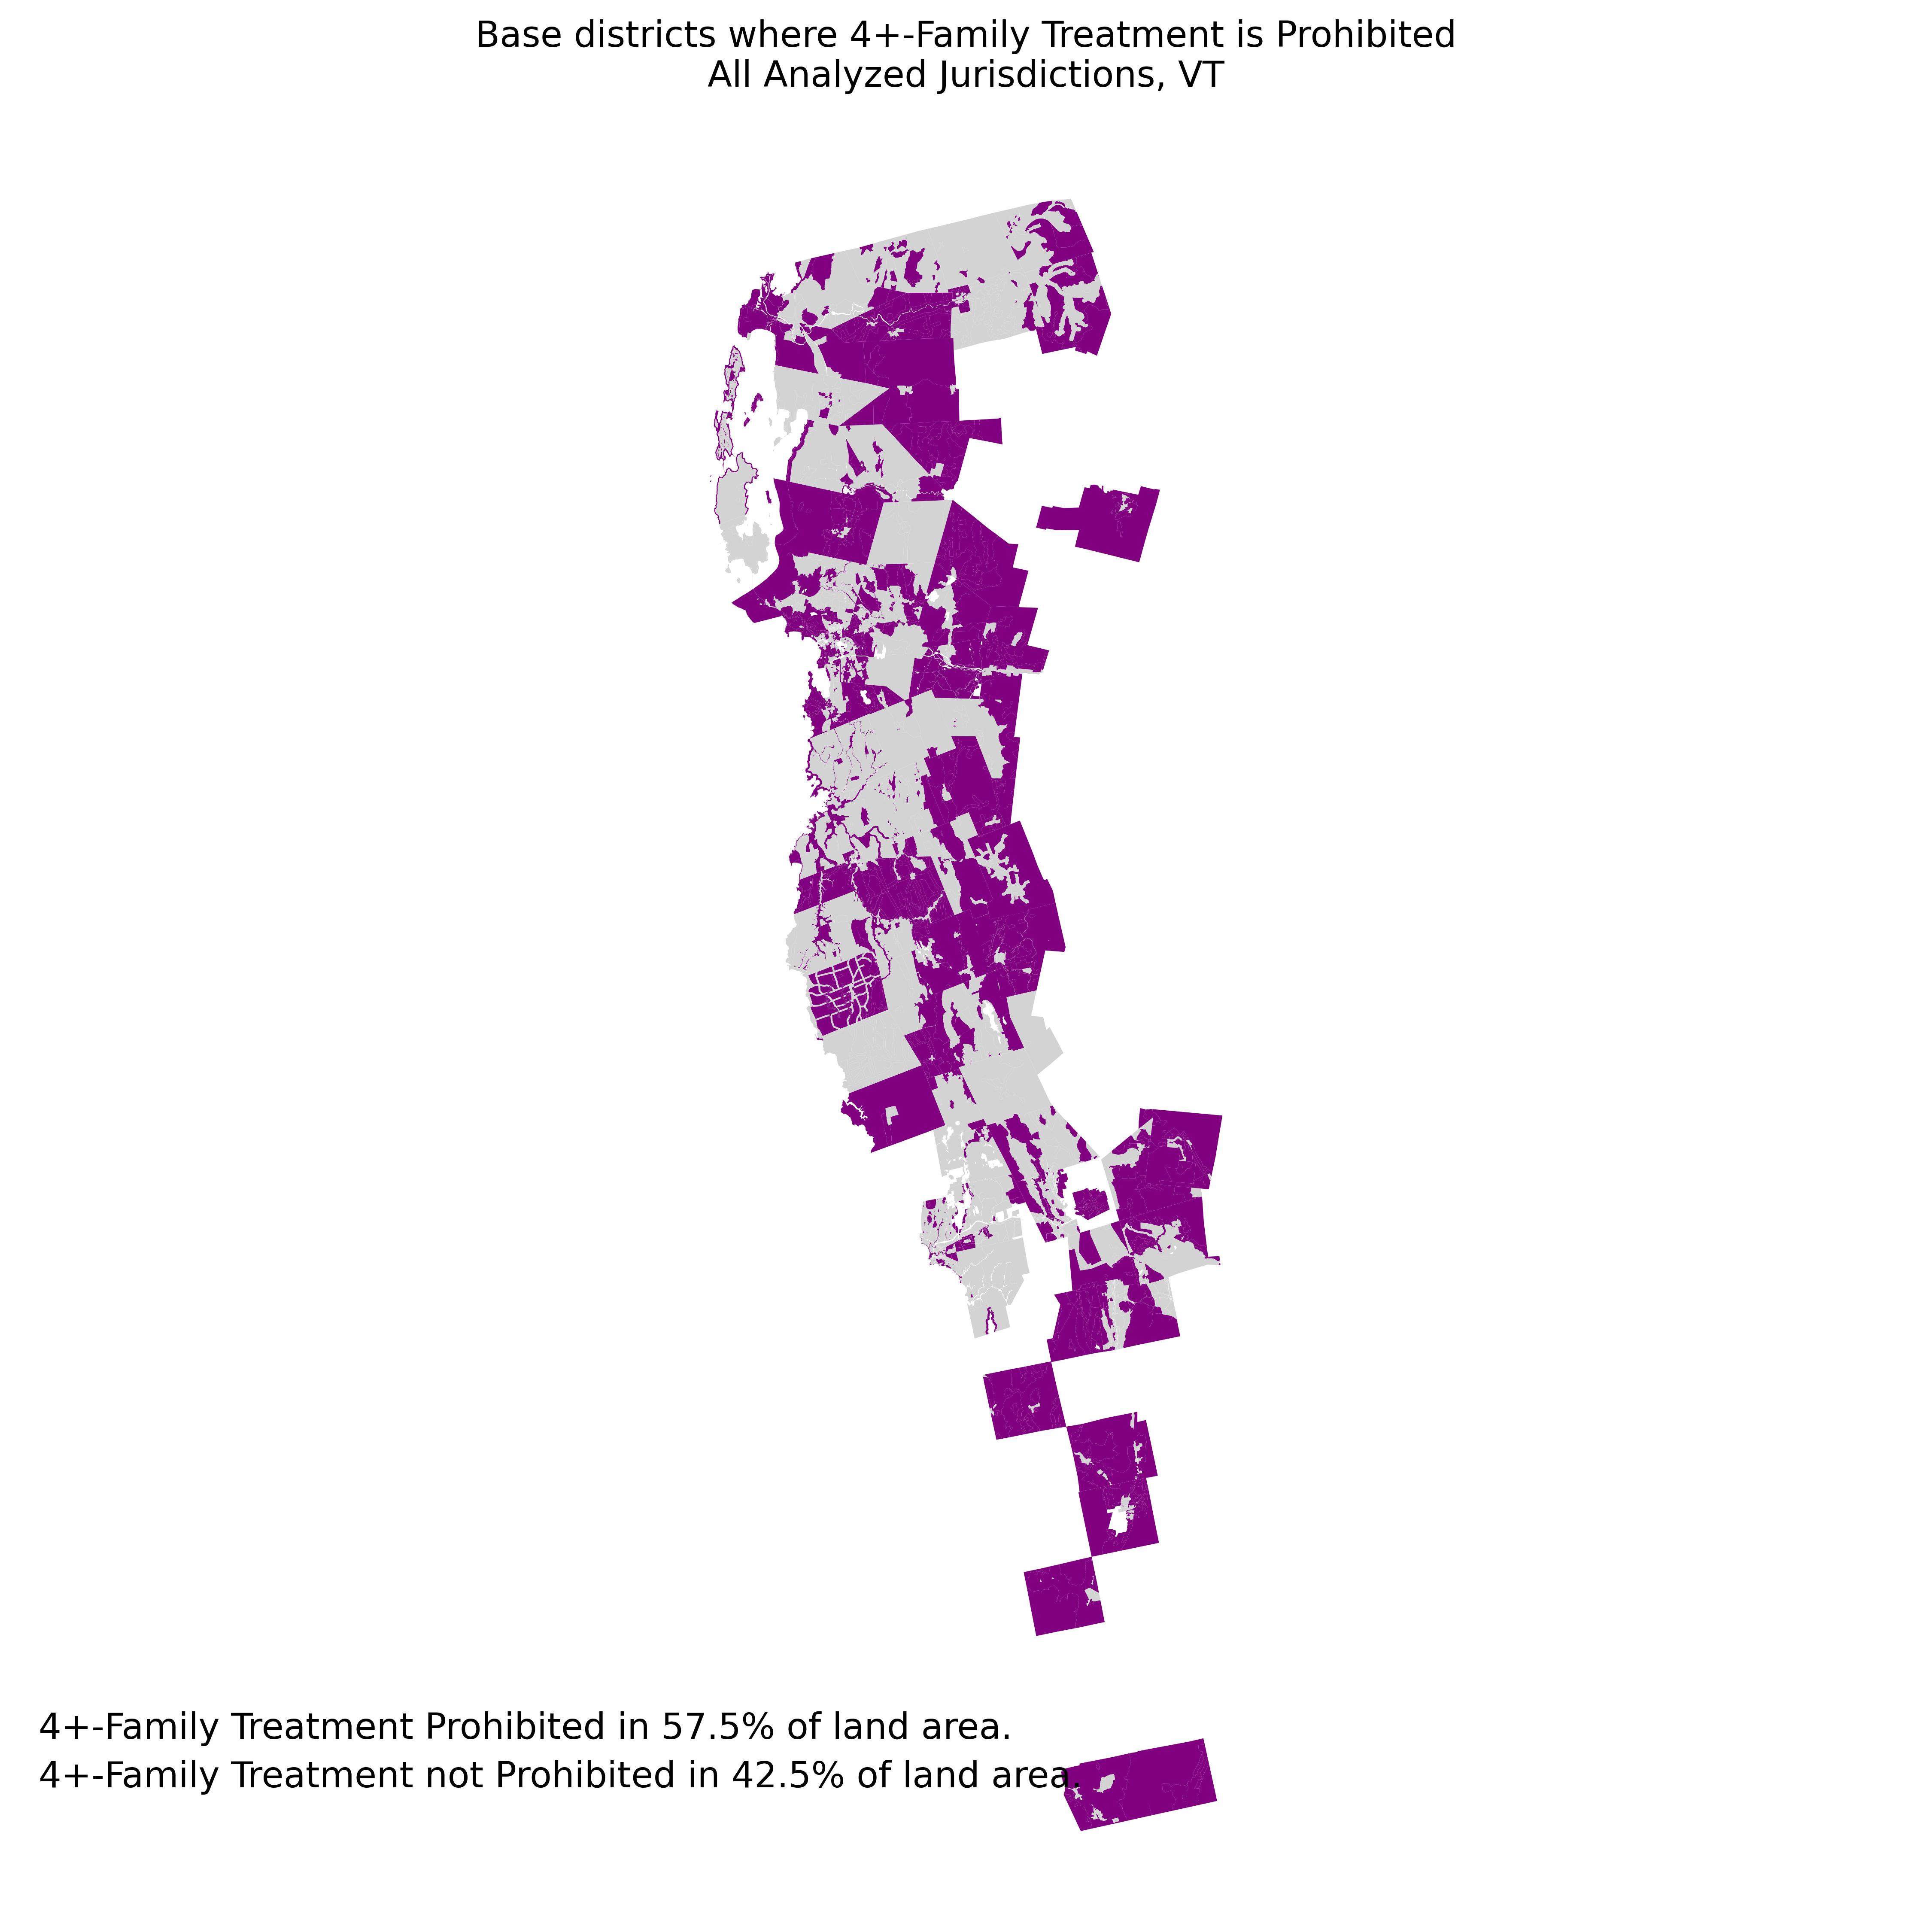 Base districts where 4+-Family Treatment is Prohibited
All Analyzed Jurisdictions, VT
4+-Family Treatment Prohibited in 57.5% of land area.
4+-Family Treatment not Prohibited in 42.5% of land area.